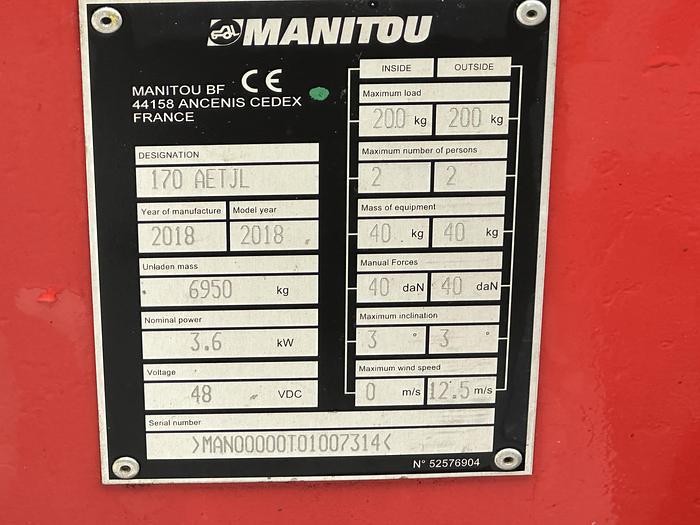 MANITOU
MANITOU BF CE
44158 ANCENIS CEDEX
FRANCE
DESIGNATION
170 AETJL
Year of manufacture Model year
2018 2018
Unladen mass
6950 kg
Nominal power
3.6 kW
Voltage
48 VDC
INSIDE OUTSIDE
Maximum load
200 kg 200 kg
Maximum number of persons
2 2
Mass of equipment
40 kg 40 kg
Manual Forces
40 daN 40 daN
Maximum inclination
3 ° 3 °
Maximum wind speed
0 m/s 12.5 m/s
Serial number
>MAN00000T01007314<
N° 52576904